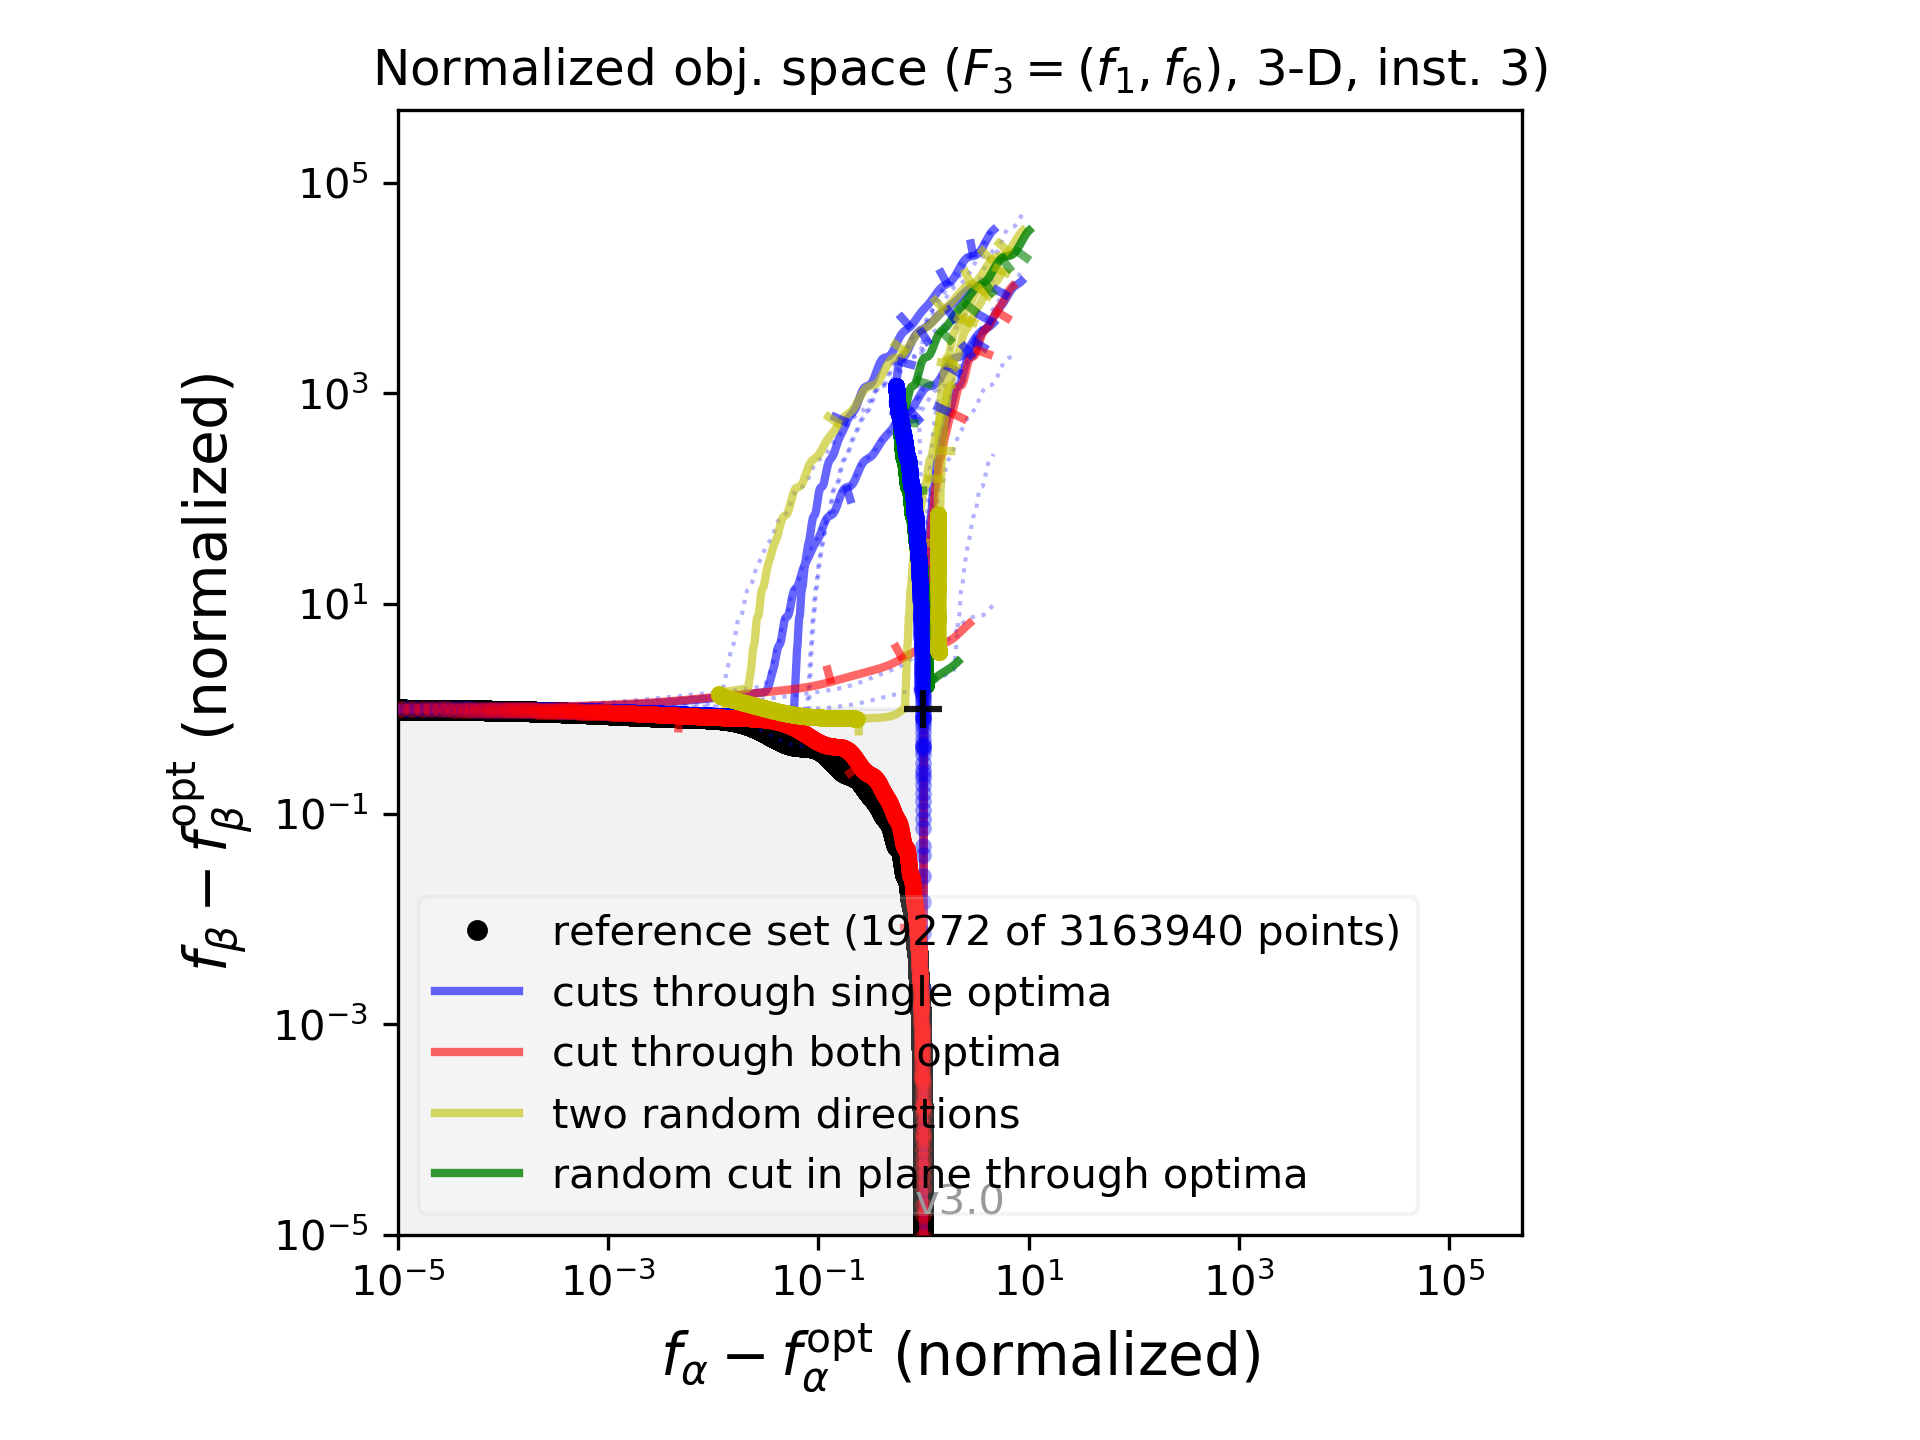 Normalized obj. space (F₃ = (f₁, f₆), 3-D, inst. 3)
f_β − f_β^opt (normalized)
10⁵
10³
10¹
10⁻¹
10⁻³
10⁻⁵
reference set (19272 of 3163940 points)
cuts through single optima
cut through both optima
two random directions
random cut in plane through optima
v3.0
10⁻⁵ 10⁻³ 10⁻¹ 10¹ 10³ 10⁵
f_α − f_α^opt (normalized)